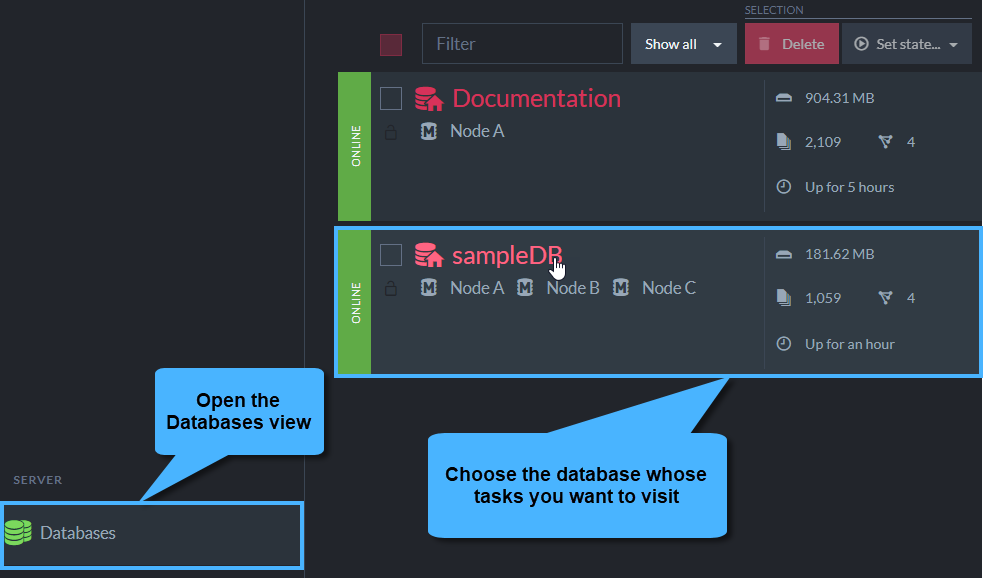 SELECTION
Filter
Show all
Delete
Set state...
ONLINE
Documentation
904.31 MB
Node A
2,109
4
Up for 5 hours
ONLINE
sampleDB
181.62 MB
Node A
Node B
Node C
1,059
4
Up for an hour
Open the
Databases view
Choose the database whose
tasks you want to visit
SERVER
Databases